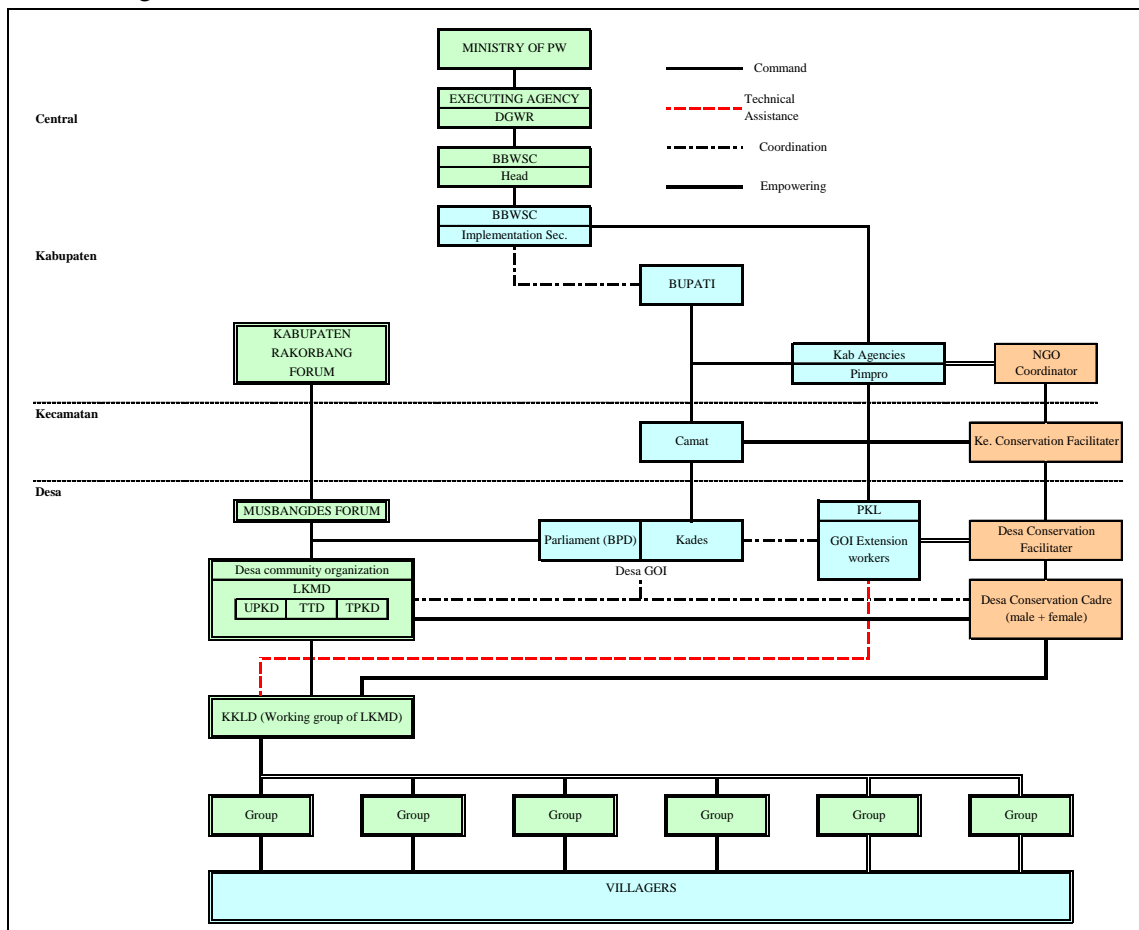 MINISTRY OF PW
Command
EXECUTING AGENCY
DGWR
Technical
Assistance
Central
Coordination
BBWSC
Head
Empowering
BBWSC
Implementation Sec.
Kabupaten
BUPATI
KABUPATEN
RAKORBANG
FORUM
Kab Agencies
Pimpro
NGO
Coordinator
Kecamatan
Camat
Ke. Conservation Facilitater
Desa
MUSBANGDES FORUM
PKL
GOI Extension
workers
Parliament (BPD)
Kades
Desa GOI
Desa Conservation
Facilitater
Desa community organization
LKMD
UPKD
TTD
TPKD
Desa Conservation Cadre
(male + female)
KKLD (Working group of LKMD)
Group
Group
Group
Group
Group
Group
VILLAGERS